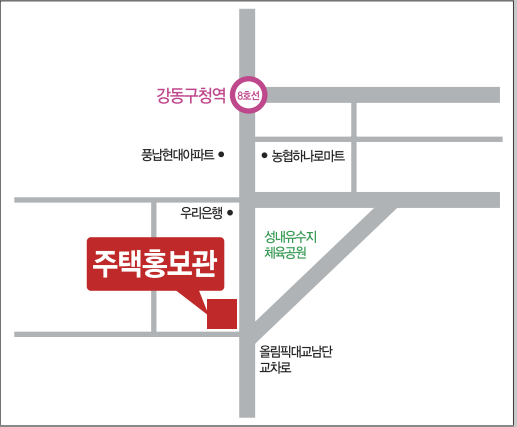 강동구청역
8호선
풍납현대아파트
농협하나로마트
우리은행
성내유수지
체육공원
주택홍보관
올림픽대교남단
교차로